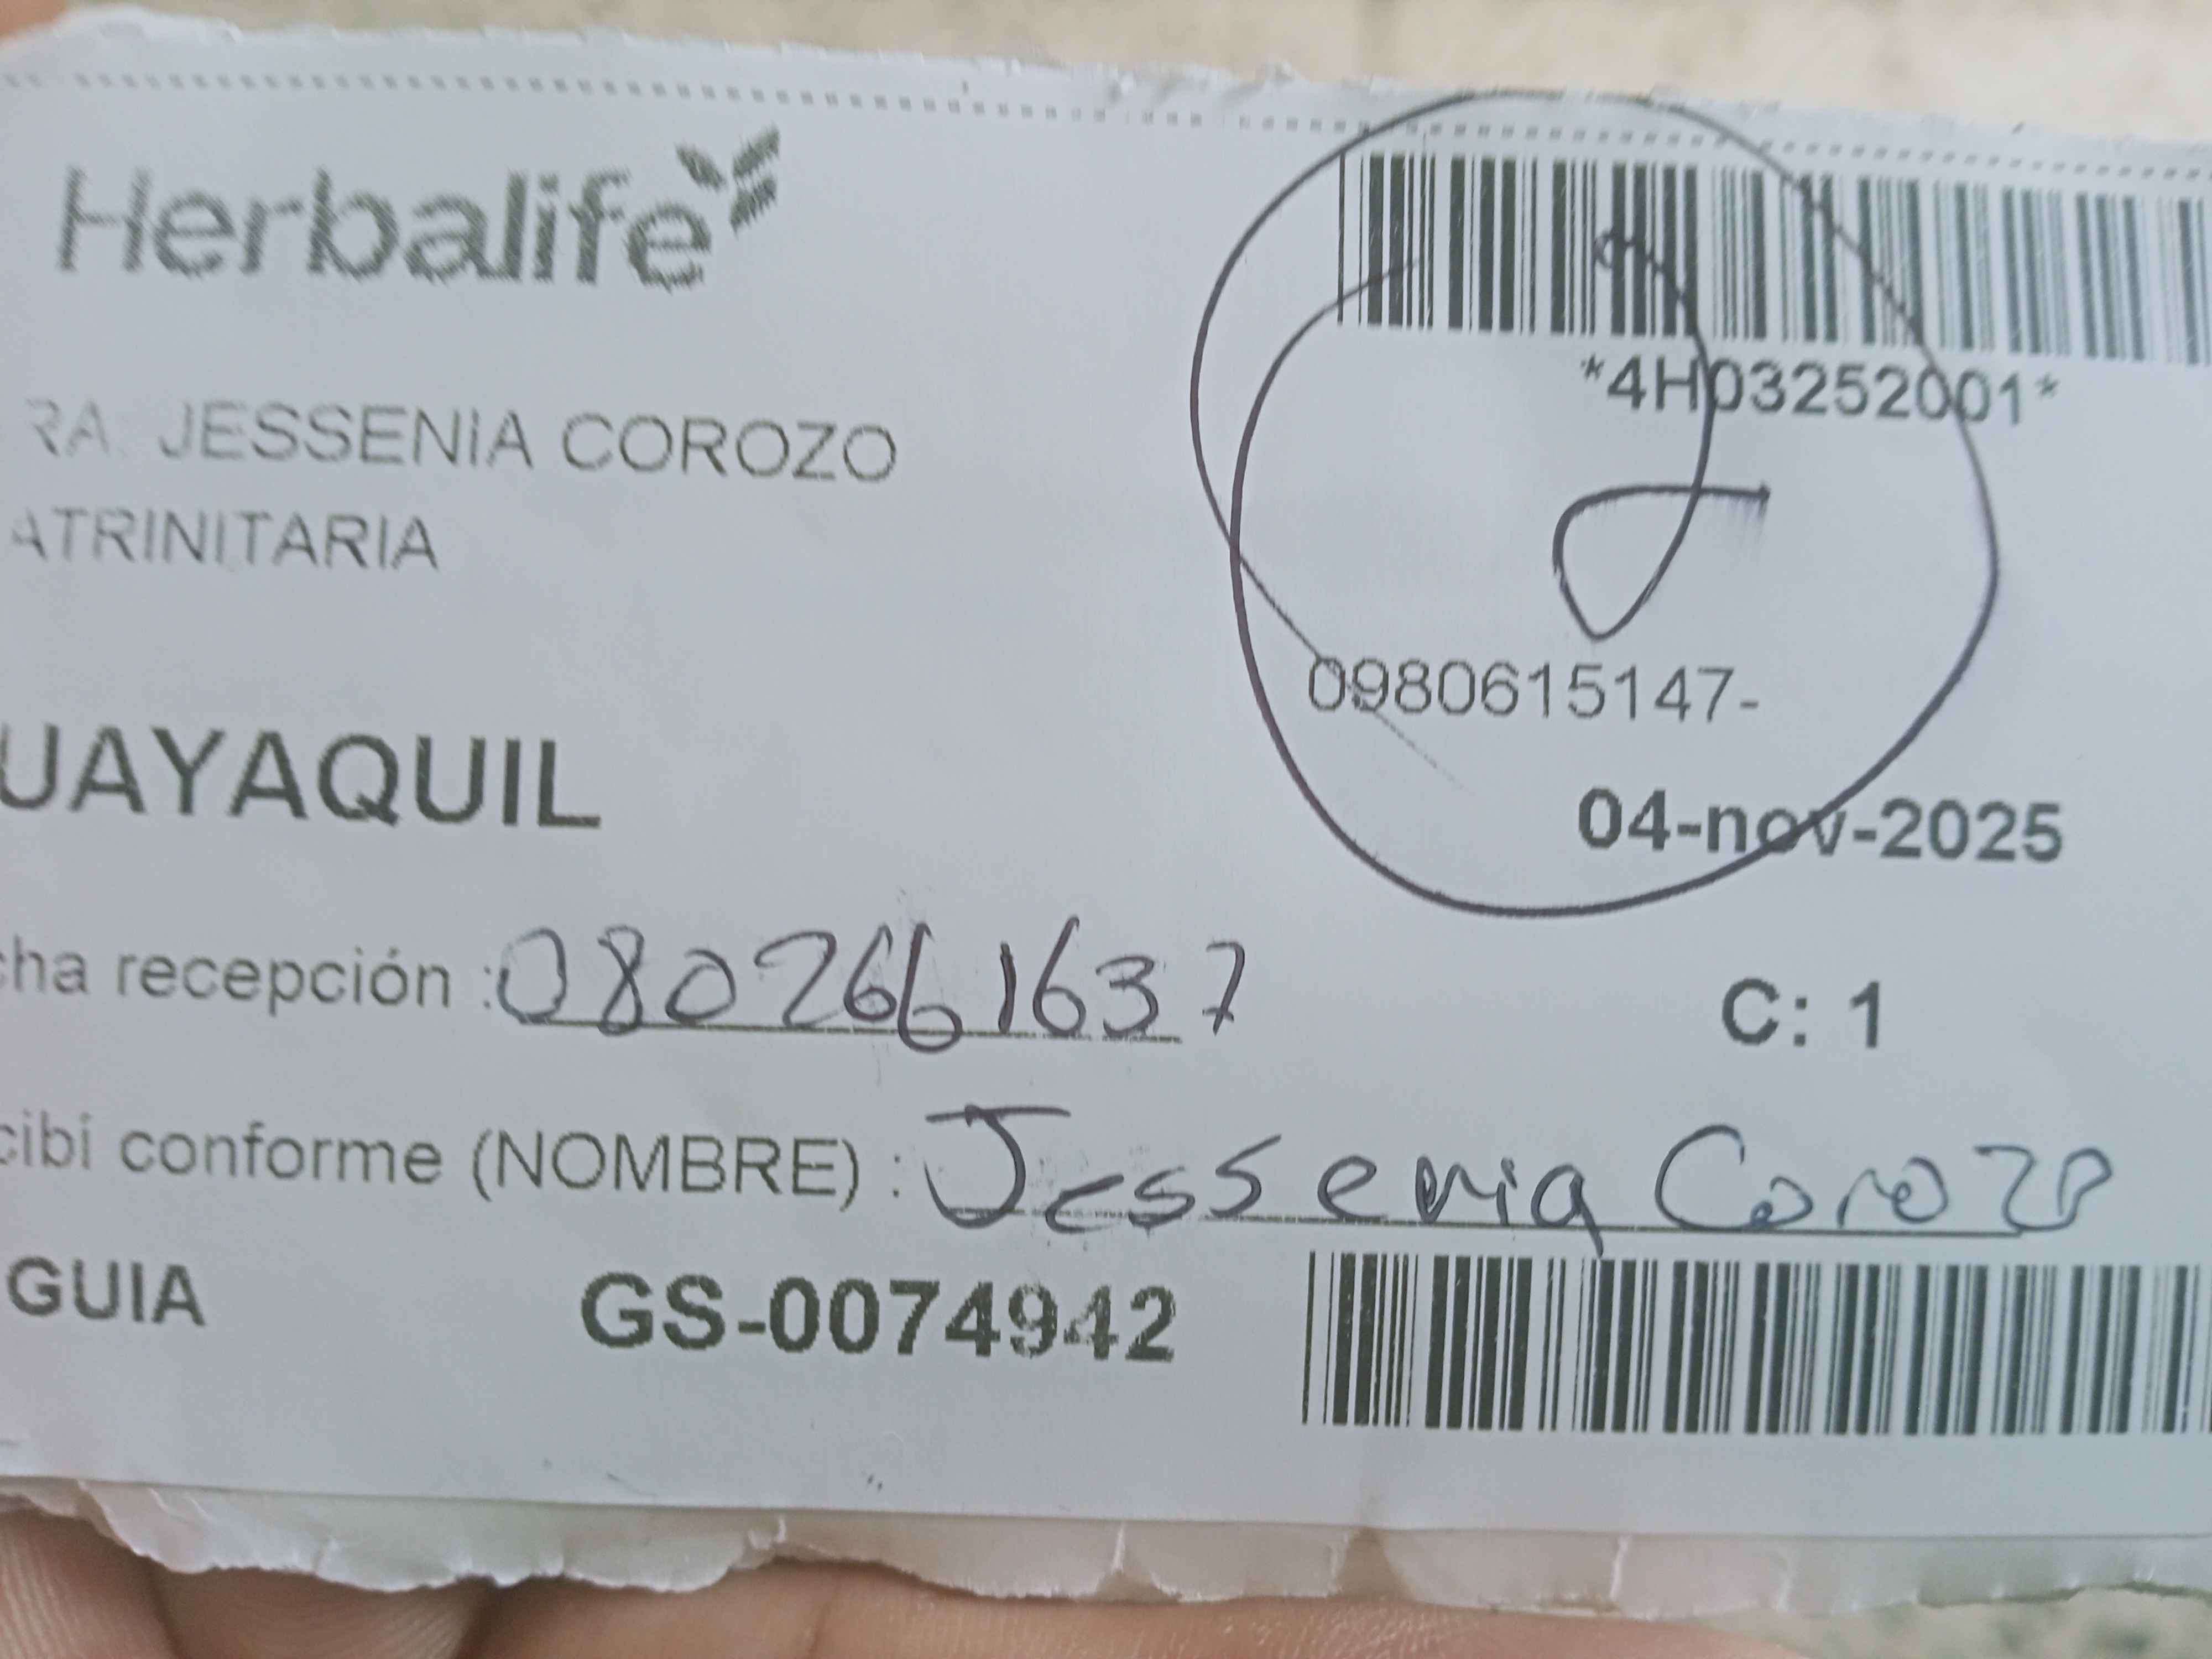 Herbalife
*4H03252001*
RA. JESSENIA COROZO
ATRINITARIA
0980615147-
UAYAQUIL
04-nov-2025
cha recepción : 0802661637
C: 1
cibí conforme (NOMBRE) : Jessenia Corozo
GUIA GS-0074942